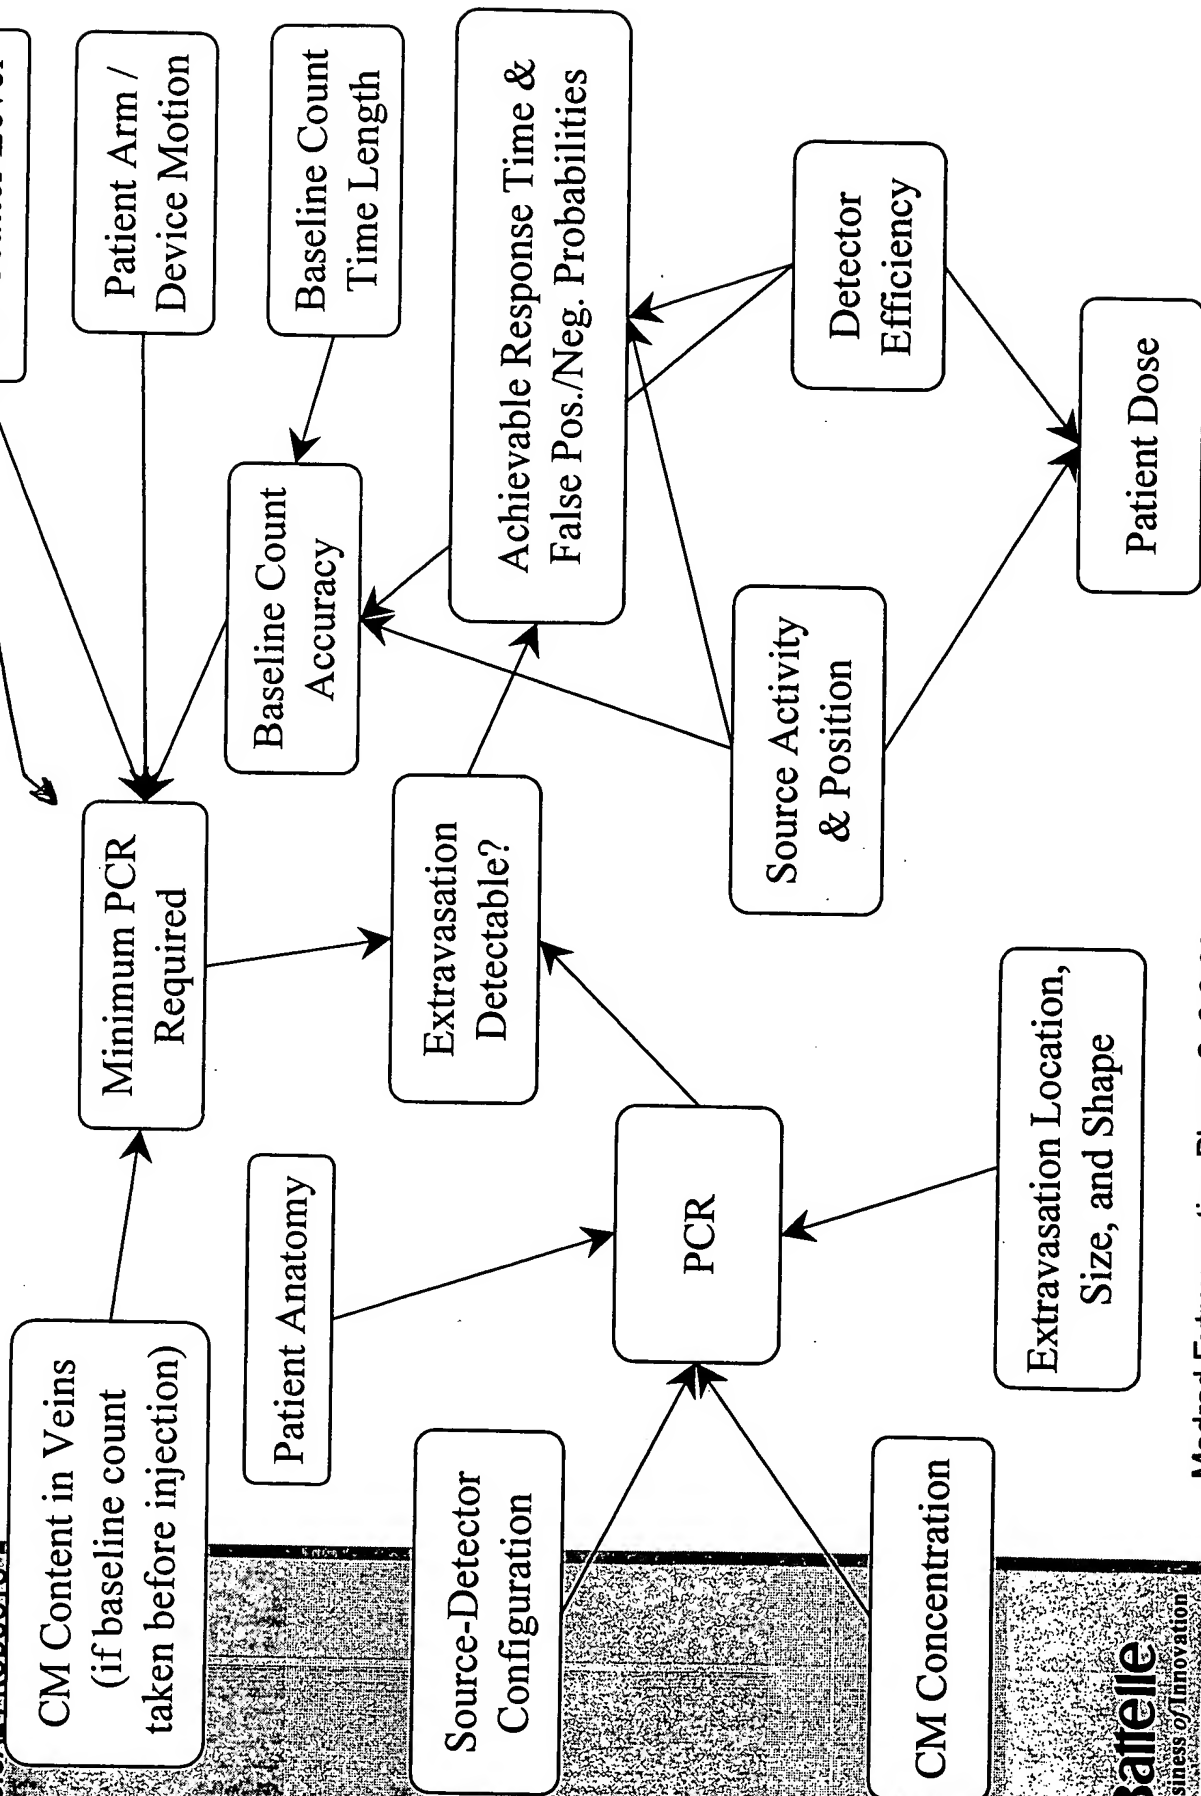 CM Content in Veins
(if baseline count
taken before injection)
Minimum PCR
Required
Patient Arm /
Device Motion
Patient Anatomy
Baseline Count
Accuracy
Baseline Count
Time Length
Source-Detector
Configuration
Extravasation
Detectable?
Achievable Response Time &
False Pos./Neg. Probabilities
PCR
Source Activity
& Position
Detector
Efficiency
CM Concentration
Extravasation Location,
Size, and Shape
Patient Dose
Battelle
of Innovation